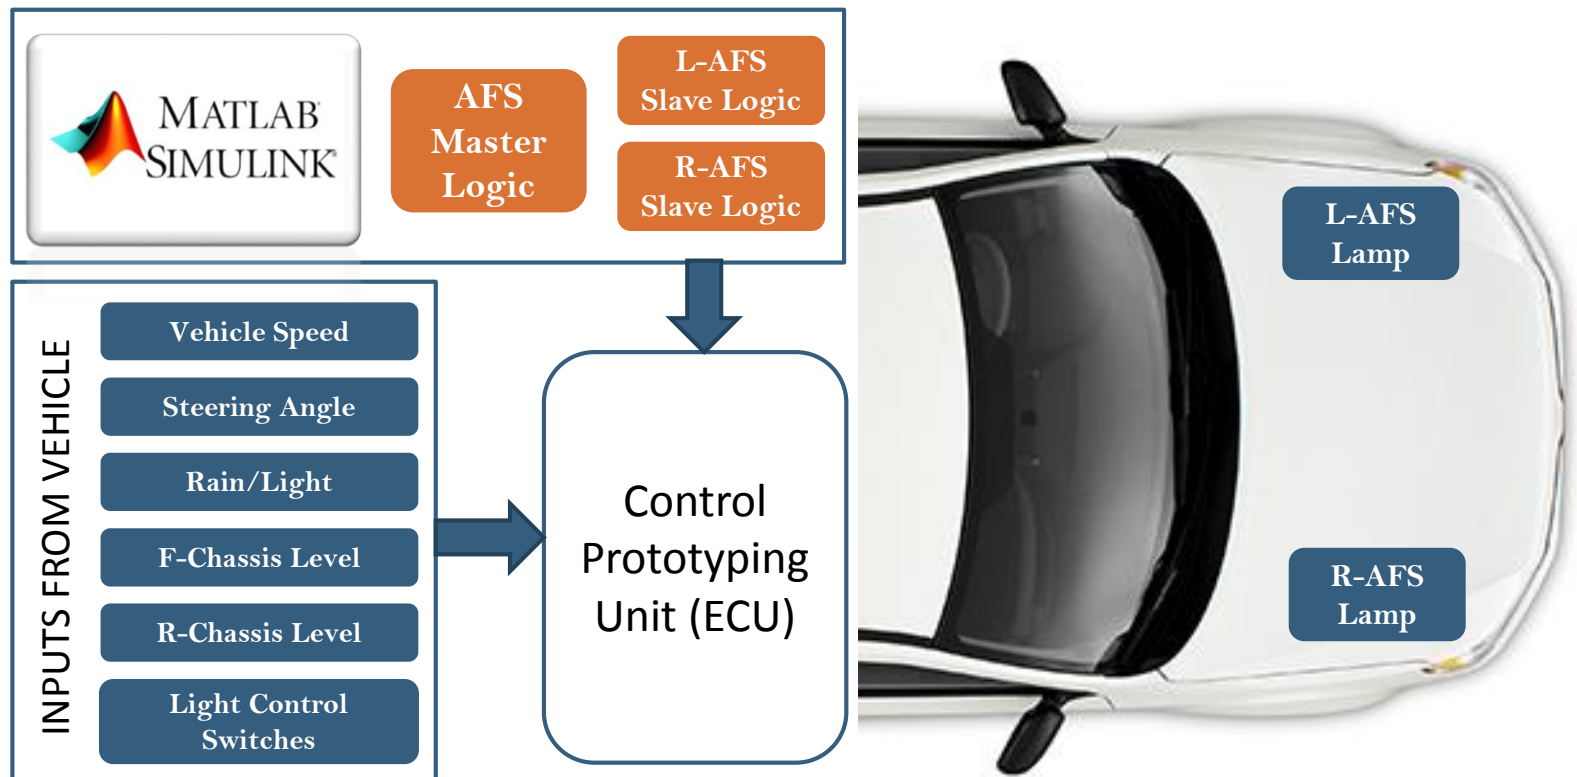 MATLAB®
SIMULINK®
AFS
Master
Logic
L-AFS
Slave Logic
R-AFS
Slave Logic
INPUTS FROM VEHICLE
Vehicle Speed
Steering Angle
Rain/Light
F-Chassis Level
R-Chassis Level
Light Control
Switches
Control
Prototyping
Unit (ECU)
L-AFS
Lamp
R-AFS
Lamp